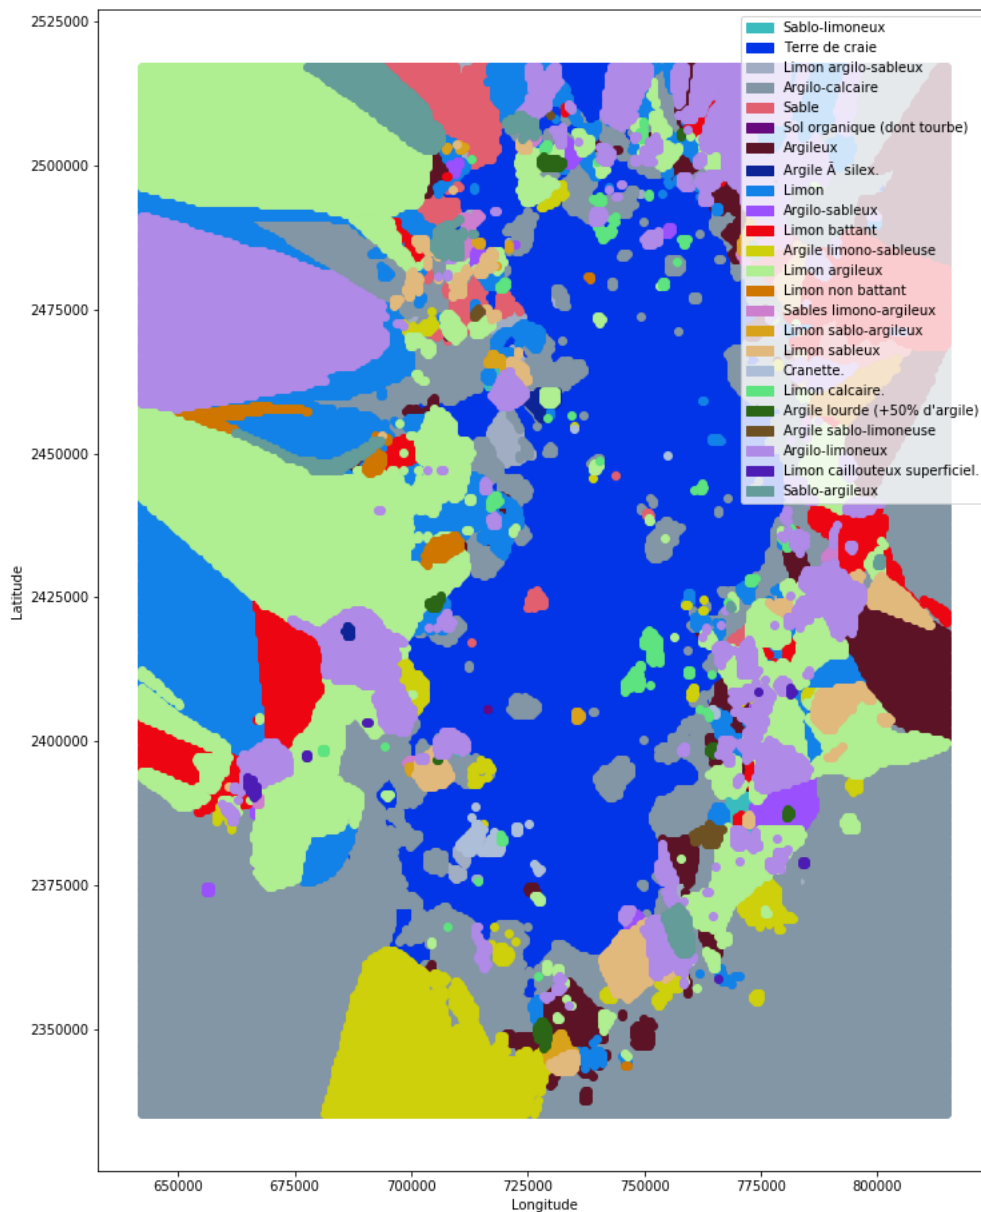 2525000
2500000
2475000
2450000
2425000
2400000
2375000
2350000
Latitude
650000
675000
700000
725000
750000
775000
800000
Longitude
Sablo-limoneux
Terre de craie
Limon argilo-sableux
Argilo-calcaire
Sable
Sol organique (dont tourbe)
Argileux
Argile Ã  silex.
Limon
Argilo-sableux
Limon battant
Argile limono-sableuse
Limon argileux
Limon non battant
Sables limono-argileux
Limon sablo-argileux
Limon sableux
Cranette.
Limon calcaire.
Argile lourde (+50% d'argile)
Argile sablo-limoneuse
Argilo-limoneux
Limon caillouteux superficiel.
Sablo-argileux